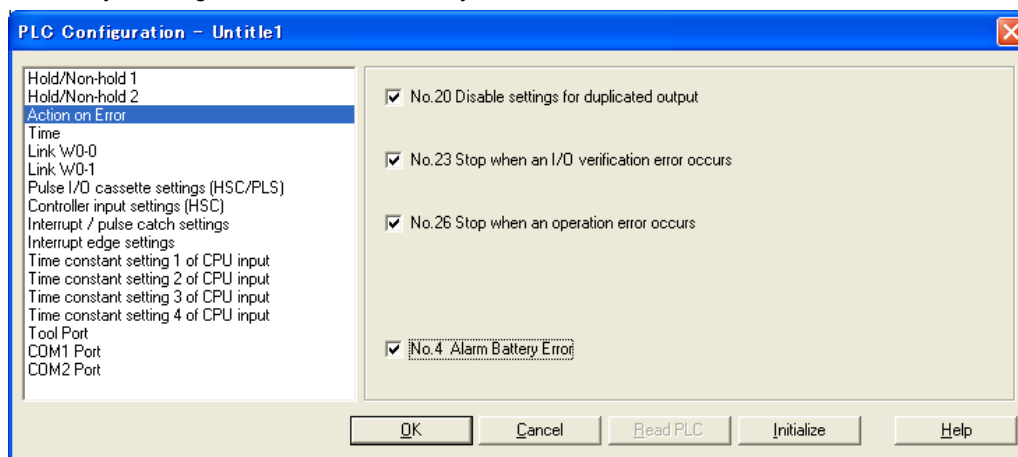 PLC Configuration - Untitle1
Hold/Non-hold 1
Hold/Non-hold 2
Action on Error
Time
Link W0-0
Link W0-1
Pulse I/O cassette settings (HSC/PLS)
Controller input settings (HSC)
Interrupt / pulse catch settings
Interrupt edge settings
Time constant setting 1 of CPU input
Time constant setting 2 of CPU input
Time constant setting 3 of CPU input
Time constant setting 4 of CPU input
Tool Port
COM1 Port
COM2 Port
No.20 Disable settings for duplicated output
No.23 Stop when an I/O verification error occurs
No.26 Stop when an operation error occurs
No.4 Alarm Battery Error
OK Cancel Read PLC Initialize Help